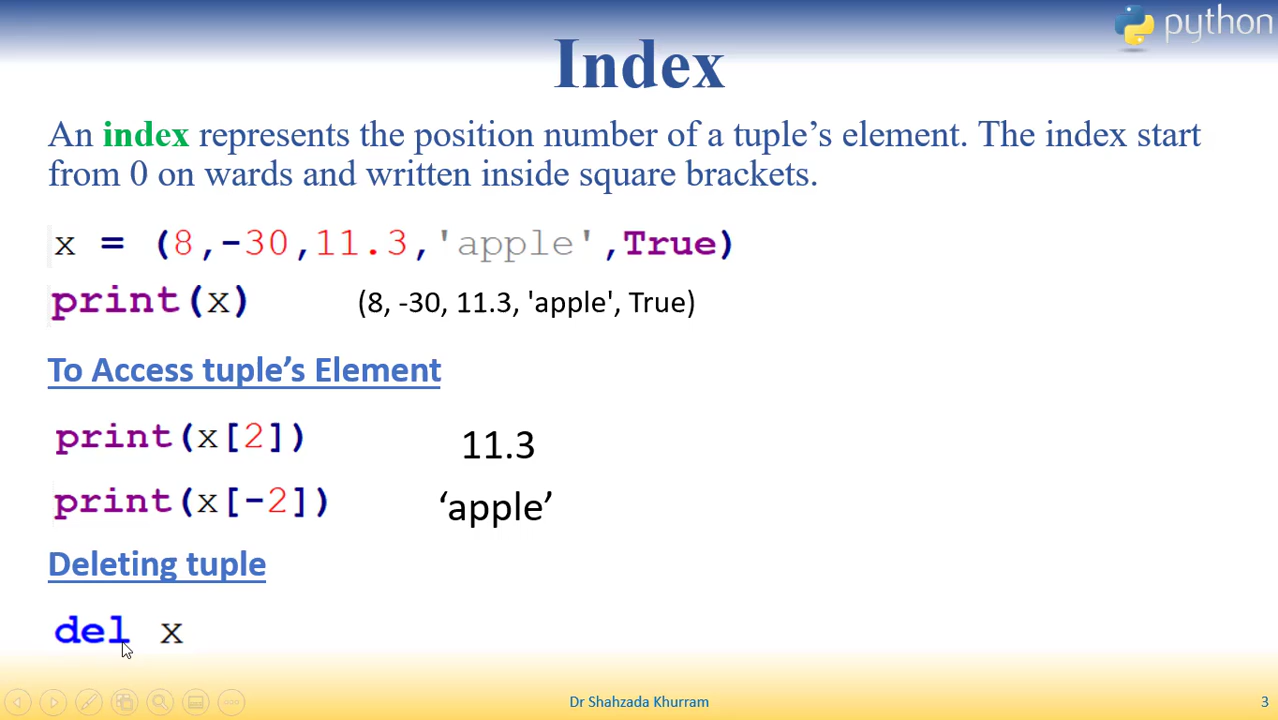 python
Index
An index represents the position number of a tuple’s element. The index start
from 0 on wards and written inside square brackets.
x = (8,-30,11.3,'apple',True)
print(x) (8, -30, 11.3, 'apple', True)
To Access tuple’s Element
print(x[2]) 11.3
print(x[-2]) ‘apple’
Deleting tuple
del x
Dr Shahzada Khurram 3